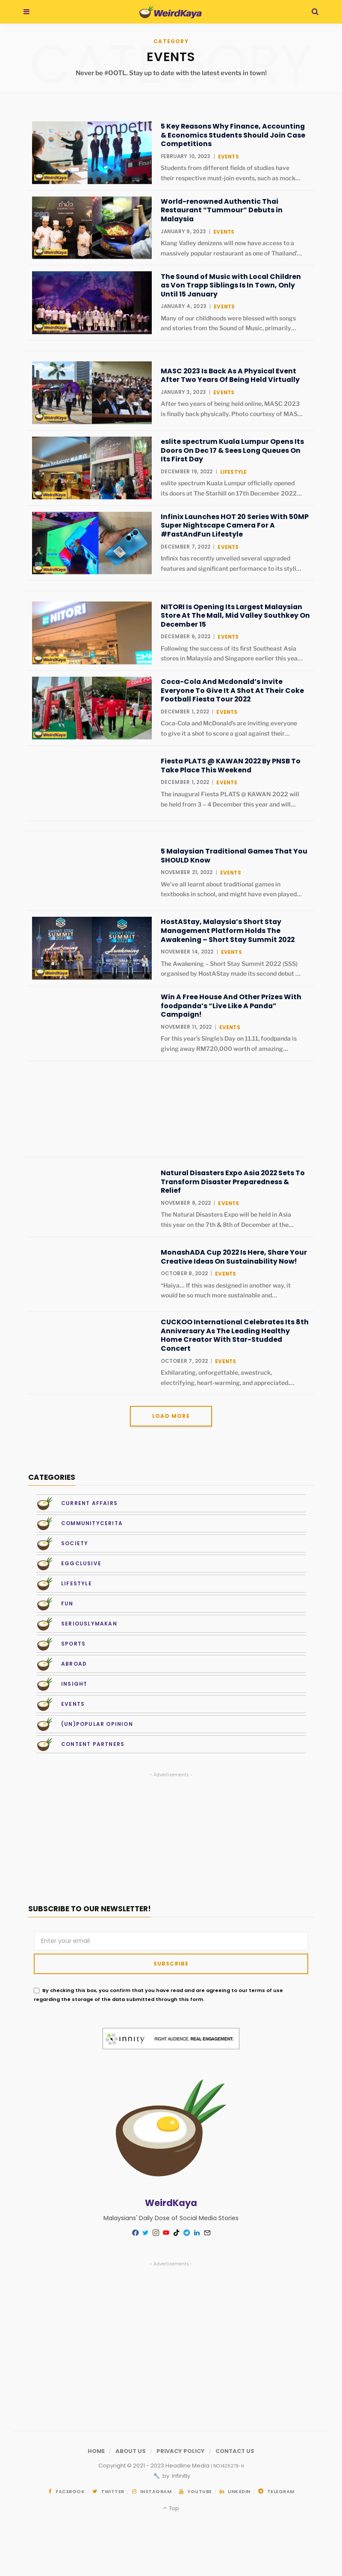 WeirdKaya
CATEGORY
CATEGORY
EVENTS
Never be #OOTL. Stay up to date with the latest events in town!
5 Key Reasons Why Finance, Accounting
& Economics Students Should Join Case
Competitions
FEBRUARY 10, 2023 | EVENTS
Students from different fields of studies have
their respective must-join events, such as mock…
World-renowned Authentic Thai
Restaurant “Tummour” Debuts in
Malaysia
JANUARY 9, 2023 | EVENTS
Klang Valley denizens will now have access to a
massively popular restaurant as one of Thailand'…
The Sound of Music with Local Children
as Von Trapp Siblings Is In Town, Only
Until 15 January
JANUARY 4, 2023 | EVENTS
Many of our childhoods were blessed with songs
and stories from the Sound of Music, primarily…
MASC 2023 Is Back As A Physical Event
After Two Years Of Being Held Virtually
JANUARY 3, 2023 | EVENTS
After two years of being held online, MASC 2023
is finally back physically. Photo courtesy of MAS…
eslite spectrum Kuala Lumpur Opens Its
Doors On Dec 17 & Sees Long Queues On
Its First Day
DECEMBER 19, 2022 | LIFESTYLE
eslite spectrum Kuala Lumpur officially opened
its doors at The Starhill on 17th December 2022…
Infinix Launches HOT 20 Series With 50MP
Super Nightscape Camera For A
#FastAndFun Lifestyle
DECEMBER 7, 2022 | EVENTS
Infinix has recently unveiled several upgraded
features and significant performance to its styli…
NITORI
NITORI Is Opening Its Largest Malaysian
Store At The Mall, Mid Valley Southkey On
December 15
DECEMBER 6, 2022 | EVENTS
Following the success of its first Southeast Asia
stores in Malaysia and Singapore earlier this yea…
Coca-Cola And Mcdonald’s Invite
Everyone To Give It A Shot At Their Coke
Football Fiesta Tour 2022
DECEMBER 1, 2022 | EVENTS
Coca-Cola and McDonald’s are inviting everyone
to give it a shot to score a goal against their…
Fiesta PLATS @ KAWAN 2022 By PNSB To
Take Place This Weekend
DECEMBER 1, 2022 | EVENTS
The inaugural Fiesta PLATS @ KAWAN 2022 will
be held from 3 – 4 December this year and will…
5 Malaysian Traditional Games That You
SHOULD Know
NOVEMBER 21, 2022 | EVENTS
We’ve all learnt about traditional games in
textbooks in school, and might have even played…
HostAStay, Malaysia’s Short Stay
Management Platform Holds The
Awakening – Short Stay Summit 2022
NOVEMBER 14, 2022 | EVENTS
The Awakening – Short Stay Summit 2022 (SSS)
organised by HostAStay made its second debut …
Win A Free House And Other Prizes With
foodpanda’s “Live Like A Panda”
Campaign!
NOVEMBER 11, 2022 | EVENTS
For this year’s Single’s Day on 11.11, foodpanda is
giving away RM720,000 worth of amazing…
Natural Disasters Expo Asia 2022 Sets To
Transform Disaster Preparedness &
Relief
NOVEMBER 8, 2022 | EVENTS
The Natural Disasters Expo will be held in Asia
this year on the 7th & 8th of December at the…
MonashADA Cup 2022 Is Here, Share Your
Creative Ideas On Sustainability Now!
OCTOBER 8, 2022 | EVENTS
“Haiya… If this was designed in another way, it
would be so much more sustainable and…
CUCKOO International Celebrates Its 8th
Anniversary As The Leading Healthy
Home Creator With Star-Studded
Concert
OCTOBER 7, 2022 | EVENTS
Exhilarating, unforgettable, awestruck,
electrifying, heart-warming, and appreciated.…
LOAD MORE
CATEGORIES
CURRENT AFFAIRS
COMMUNITYCERITA
SOCIETY
EGGCLUSIVE
LIFESTYLE
FUN
SERIOUSLYMAKAN
SPORTS
ABROAD
INSIGHT
EVENTS
(UN)POPULAR OPINION
CONTENT PARTNERS
- Advertisements -
SUBSCRIBE TO OUR NEWSLETTER!
Enter your email
SUBSCRIBE
By checking this box, you confirm that you have read and are agreeing to our terms of use
regarding the storage of the data submitted through this form.
innity RIGHT AUDIENCE. REAL ENGAGEMENT.
WeirdKaya
Malaysians' Daily Dose of Social Media Stories
- Advertisements -
HOME / ABOUT US / PRIVACY POLICY / CONTACT US
by Infinity
FACEBOOK / TWITTER / INSTAGRAM / YOUTUBE / LINKEDIN / TELEGRAM
Top